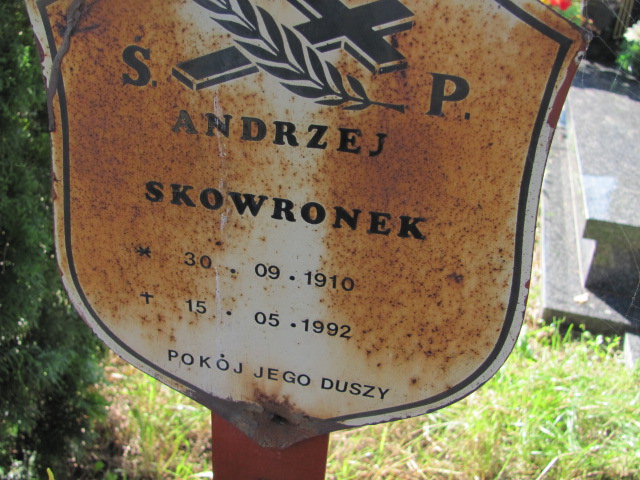 S. P.
ANDRZEJ
SKOWRONEK
* 30 . 09 . 1910
✝ 15 . 05 . 1992
POKÓJ JEGO DUSZY